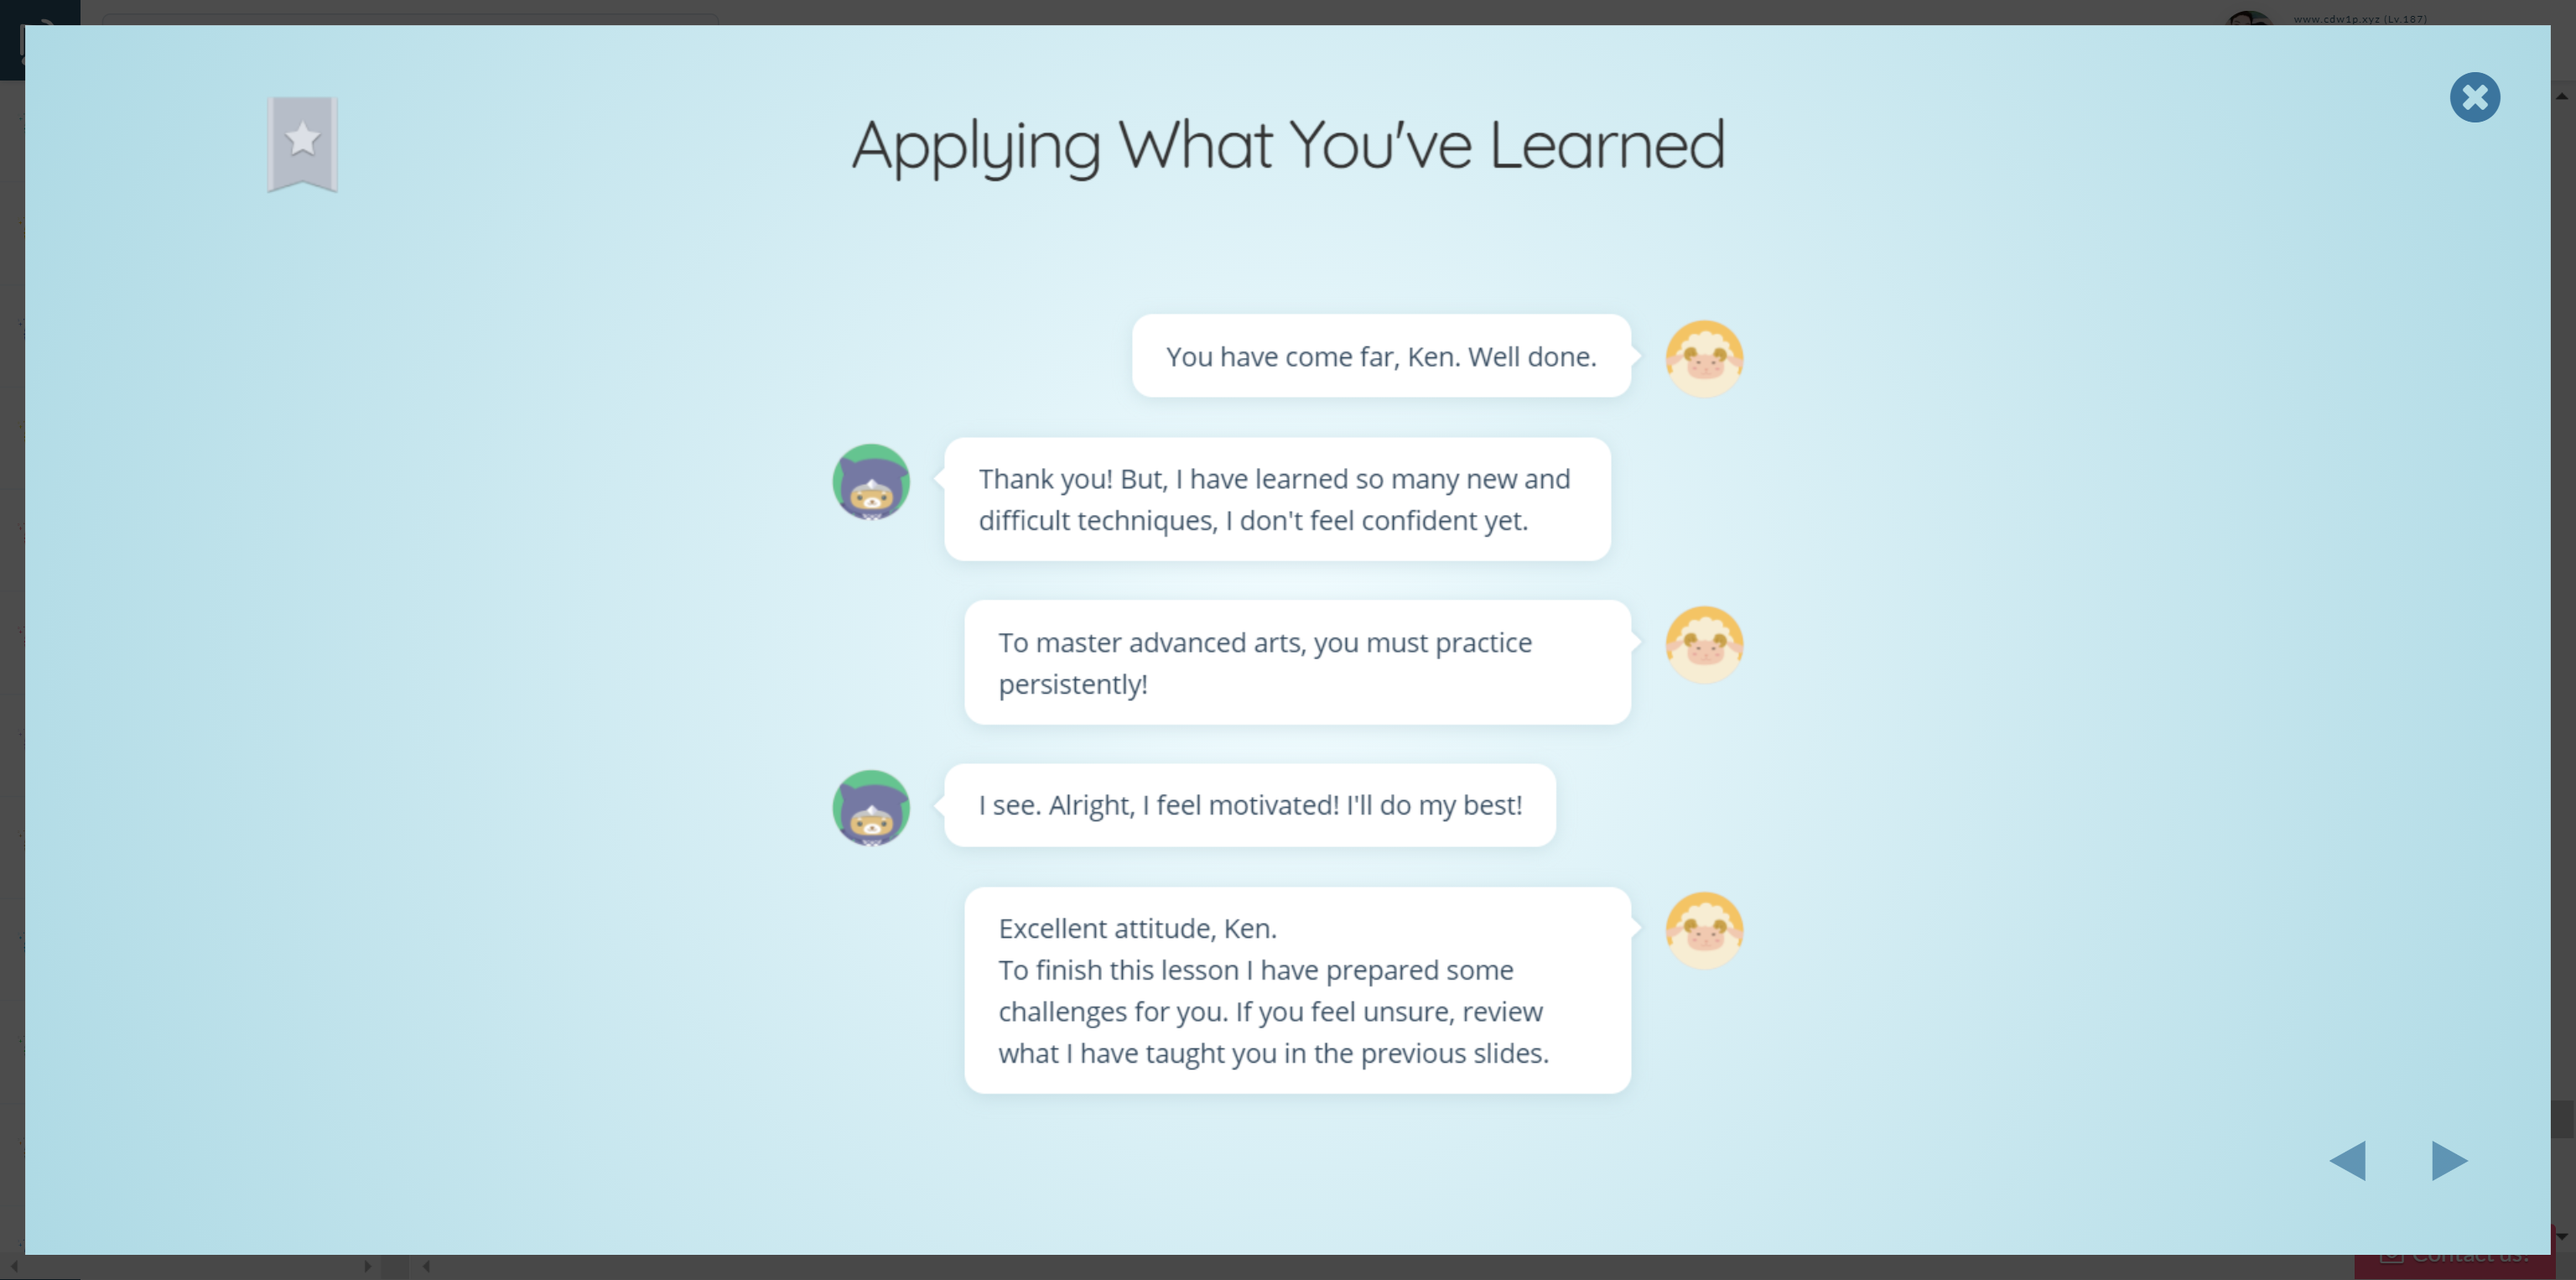 www.cdw1p.xyz (Lv.187)
Applying What You've Learned
You have come far, Ken. Well done.
Thank you! But, I have learned so many new and
difficult techniques, I don't feel confident yet.
To master advanced arts, you must practice
persistently!
I see. Alright, I feel motivated! I'll do my best!
Excellent attitude, Ken.
To finish this lesson I have prepared some
challenges for you. If you feel unsure, review
what I have taught you in the previous slides.
Contact us!